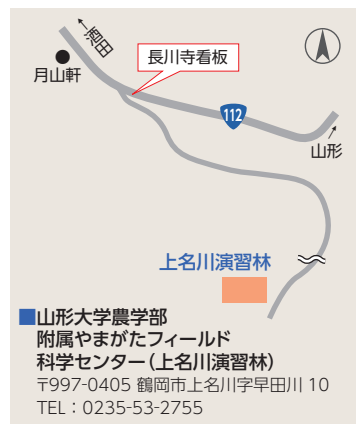 酒田
長川寺看板
月山軒
112
山形
上名川演習林
■山形大学農学部
附属やまがたフィールド
科学センター(上名川演習林)
〒997-0405 鶴岡市上名川字早田川 10
TEL：0235-53-2755